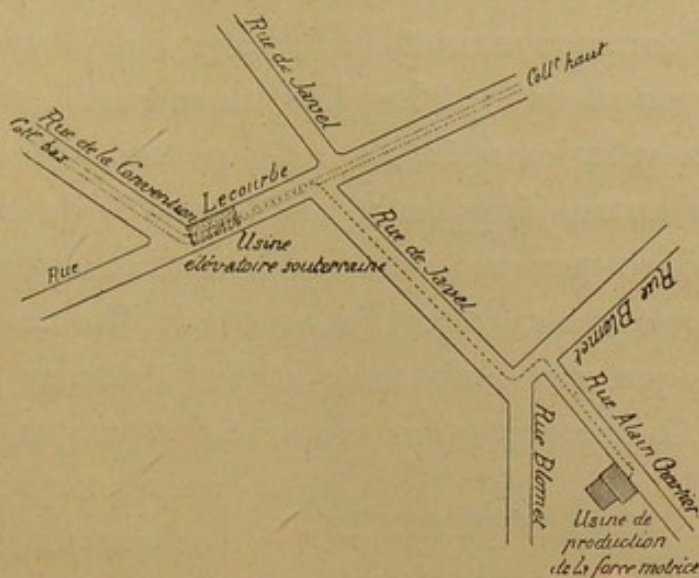 Rue de Javel
Coll.r haut
Rue de la Convention
Coll.r bas
Lecourbe
Rue
Usine
élévatoire souterraine
Rue de Javel
Rue Blomet
Rue Alain Chartier
Rue Blomet
Usine de
production
de la force motrice